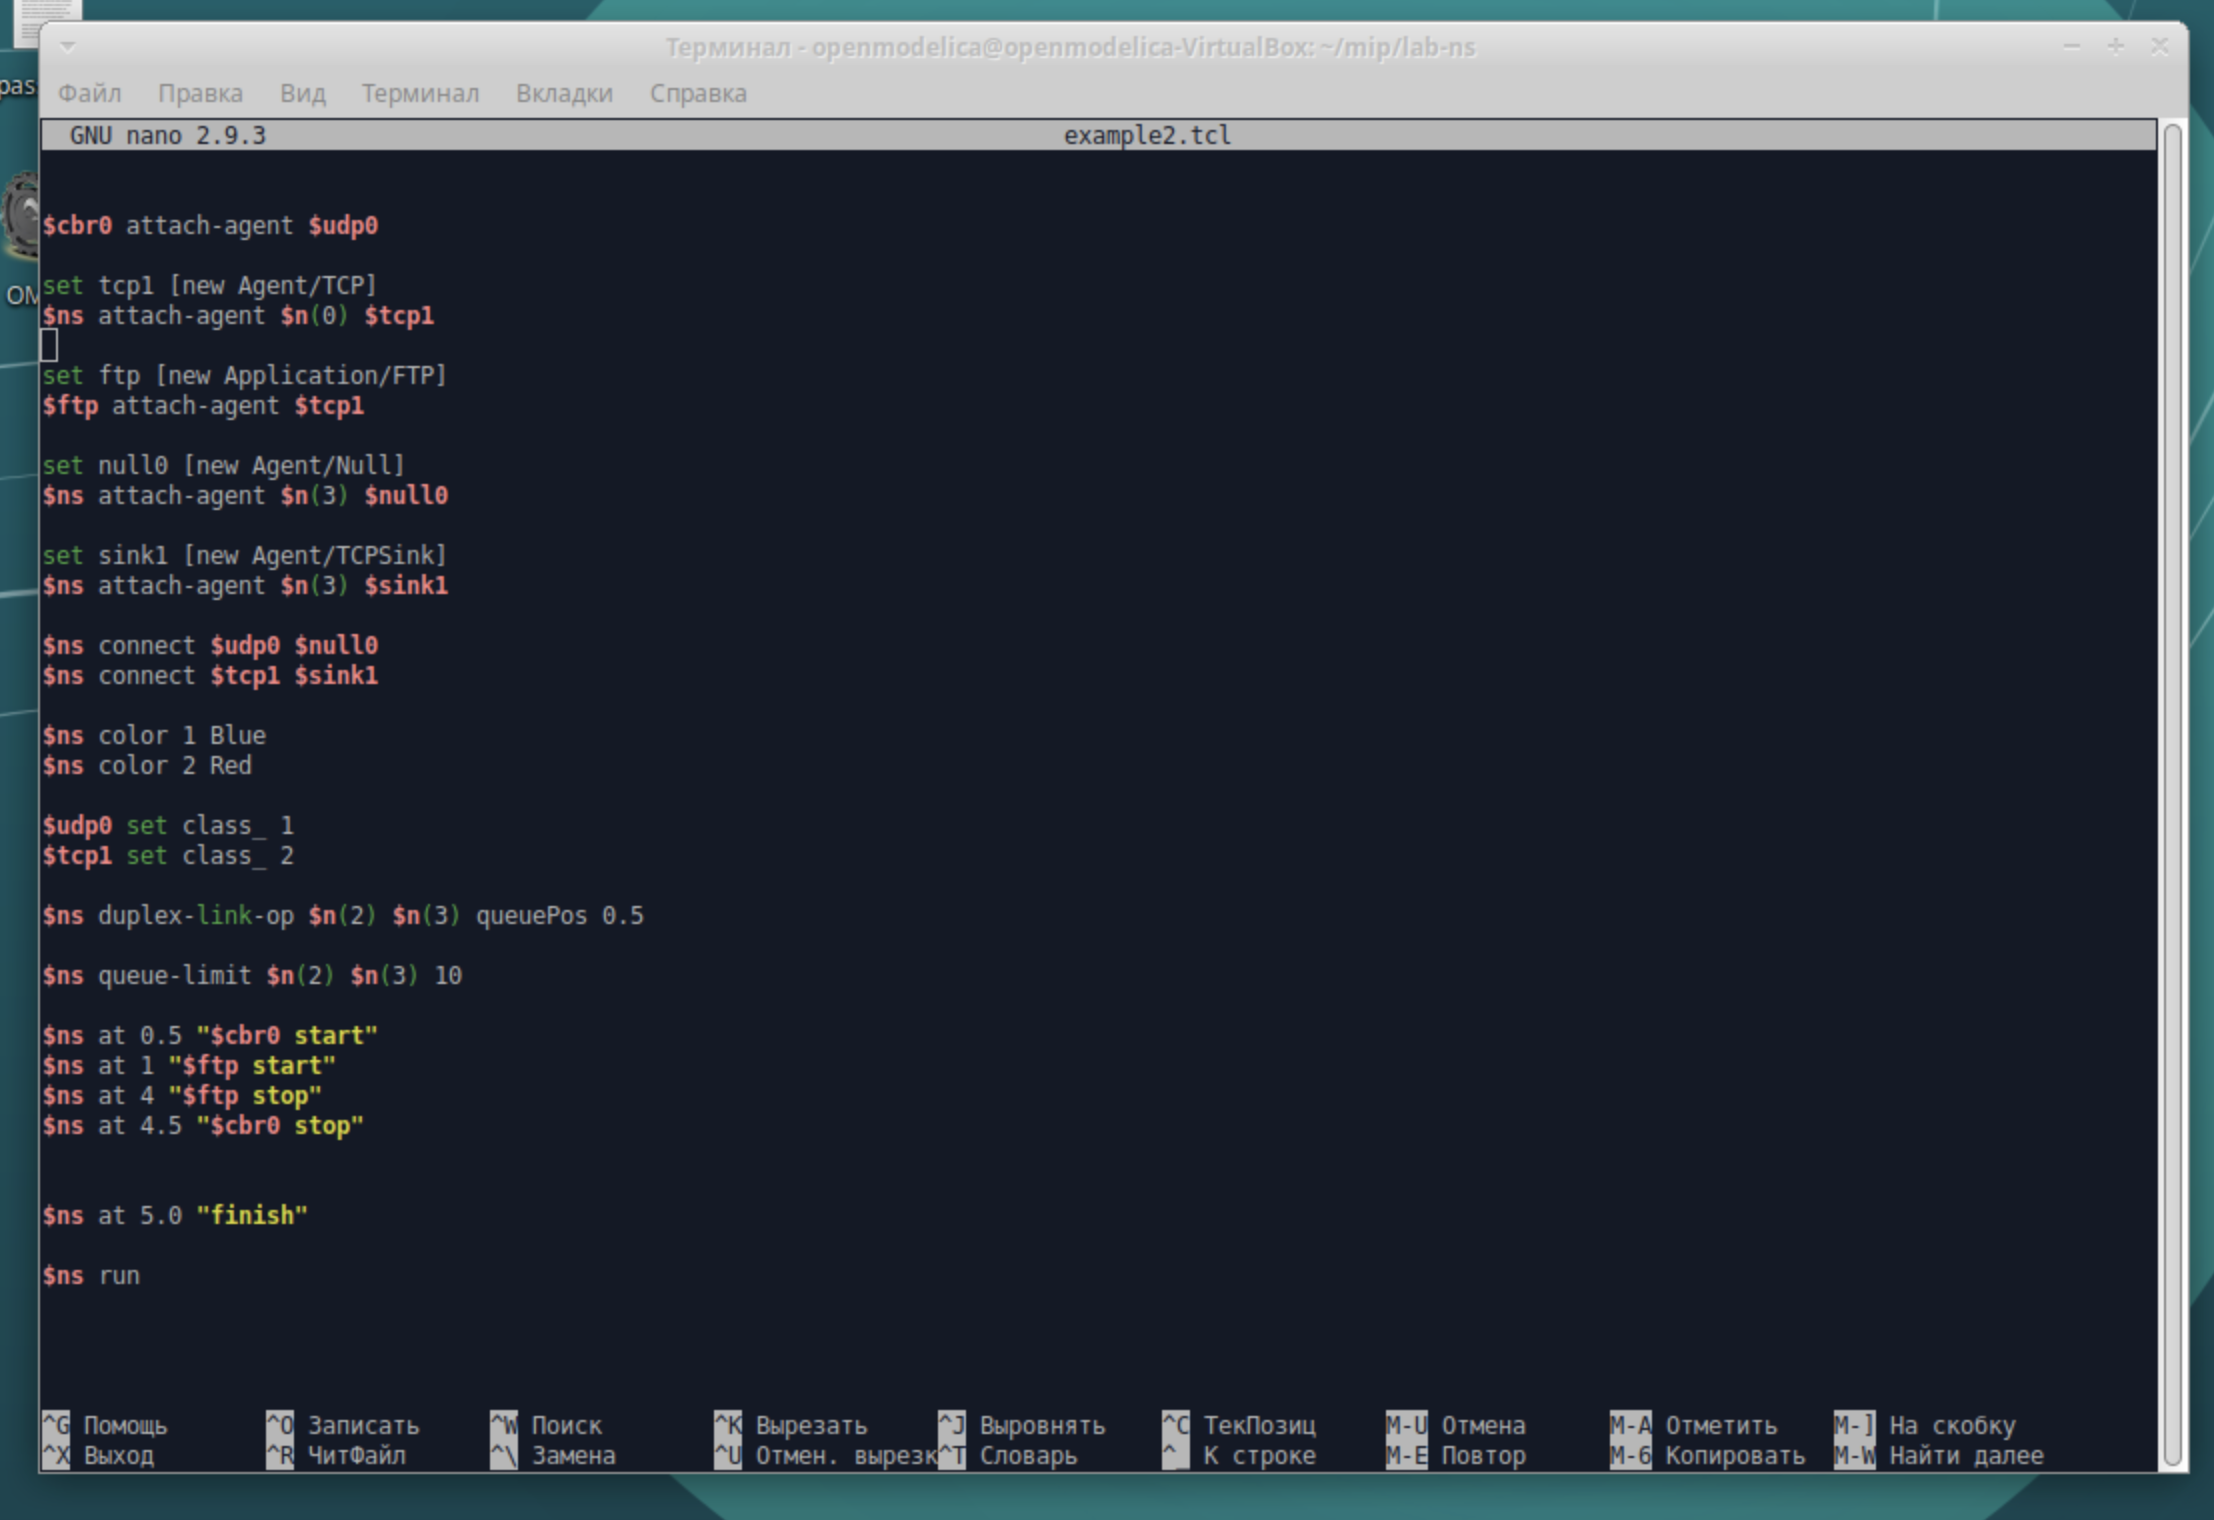 Терминал - openmodelica@openmodelica-VirtualBox: ~/mip/lab-ns
Файл Правка Вид Терминал Вкладки Справка
GNU nano 2.9.3 example2.tcl
$cbr0 attach-agent $udp0
set tcp1 [new Agent/TCP]
$ns attach-agent $n(0) $tcp1
set ftp [new Application/FTP]
$ftp attach-agent $tcp1
set null0 [new Agent/Null]
$ns attach-agent $n(3) $null0
set sink1 [new Agent/TCPSink]
$ns attach-agent $n(3) $sink1
$ns connect $udp0 $null0
$ns connect $tcp1 $sink1
$ns color 1 Blue
$ns color 2 Red
$udp0 set class_ 1
$tcp1 set class_ 2
$ns duplex-link-op $n(2) $n(3) queuePos 0.5
$ns queue-limit $n(2) $n(3) 10
$ns at 0.5 "$cbr0 start"
$ns at 1 "$ftp start"
$ns at 4 "$ftp stop"
$ns at 4.5 "$cbr0 stop"
$ns at 5.0 "finish"
$ns run
^G Помощь ^O Записать ^W Поиск ^K Вырезать ^J Выровнять ^C ТекПозиц M-U Отмена M-A Отметить M-] На скобку
^X Выход ^R ЧитФайл ^\ Замена ^U Отмен. вырезк ^T Словарь ^_ К строке M-E Повтор M-6 Копировать M-W Найти далее
pas
OM